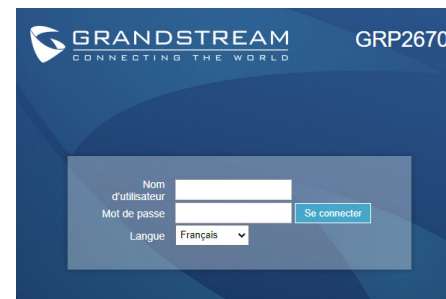 GRANDSTREAM
CONNECTING THE WORLD
GRP2670
Nom
d'utilisateur
Mot de passe
Se connecter
Langue
Français